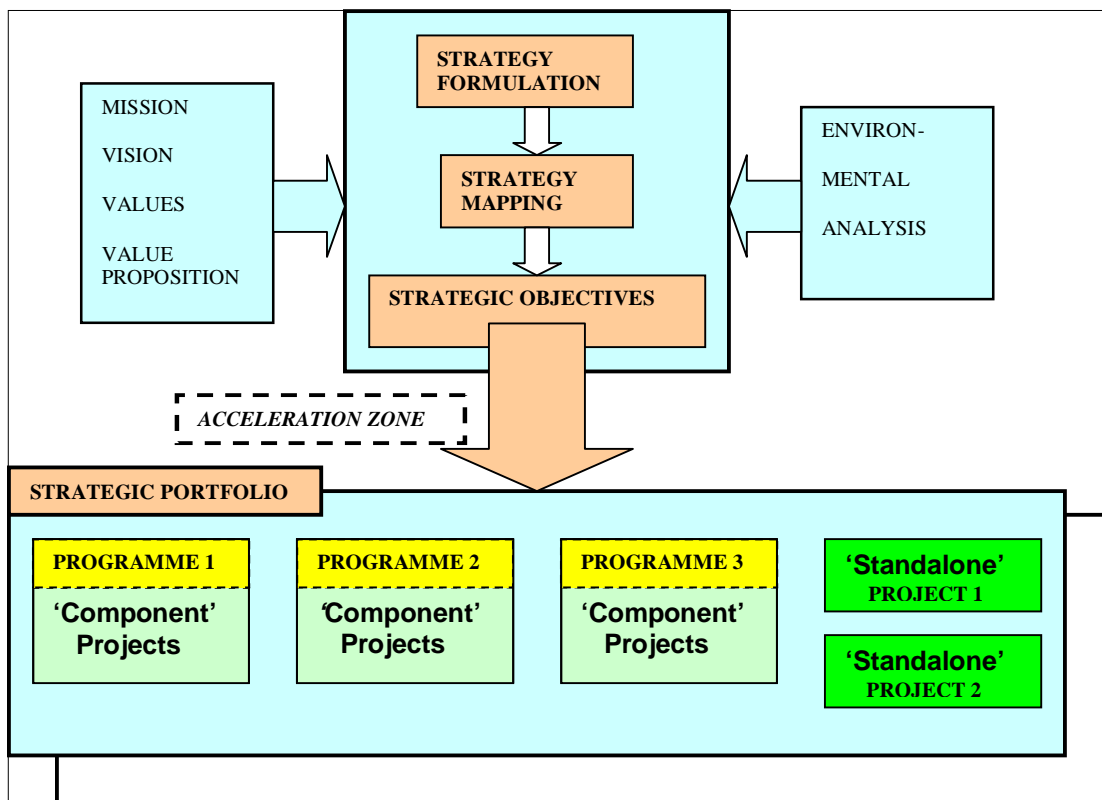 STRATEGY
FORMULATION
MISSION
VISION
VALUES
VALUE
PROPOSITION
STRATEGY
MAPPING
ENVIRON-
MENTAL
ANALYSIS
STRATEGIC OBJECTIVES
ACCELERATION ZONE
STRATEGIC PORTFOLIO
PROGRAMME 1
‘Component’
Projects
PROGRAMME 2
‘Component’
Projects
PROGRAMME 3
‘Component’
Projects
‘Standalone’
PROJECT 1
‘Standalone’
PROJECT 2